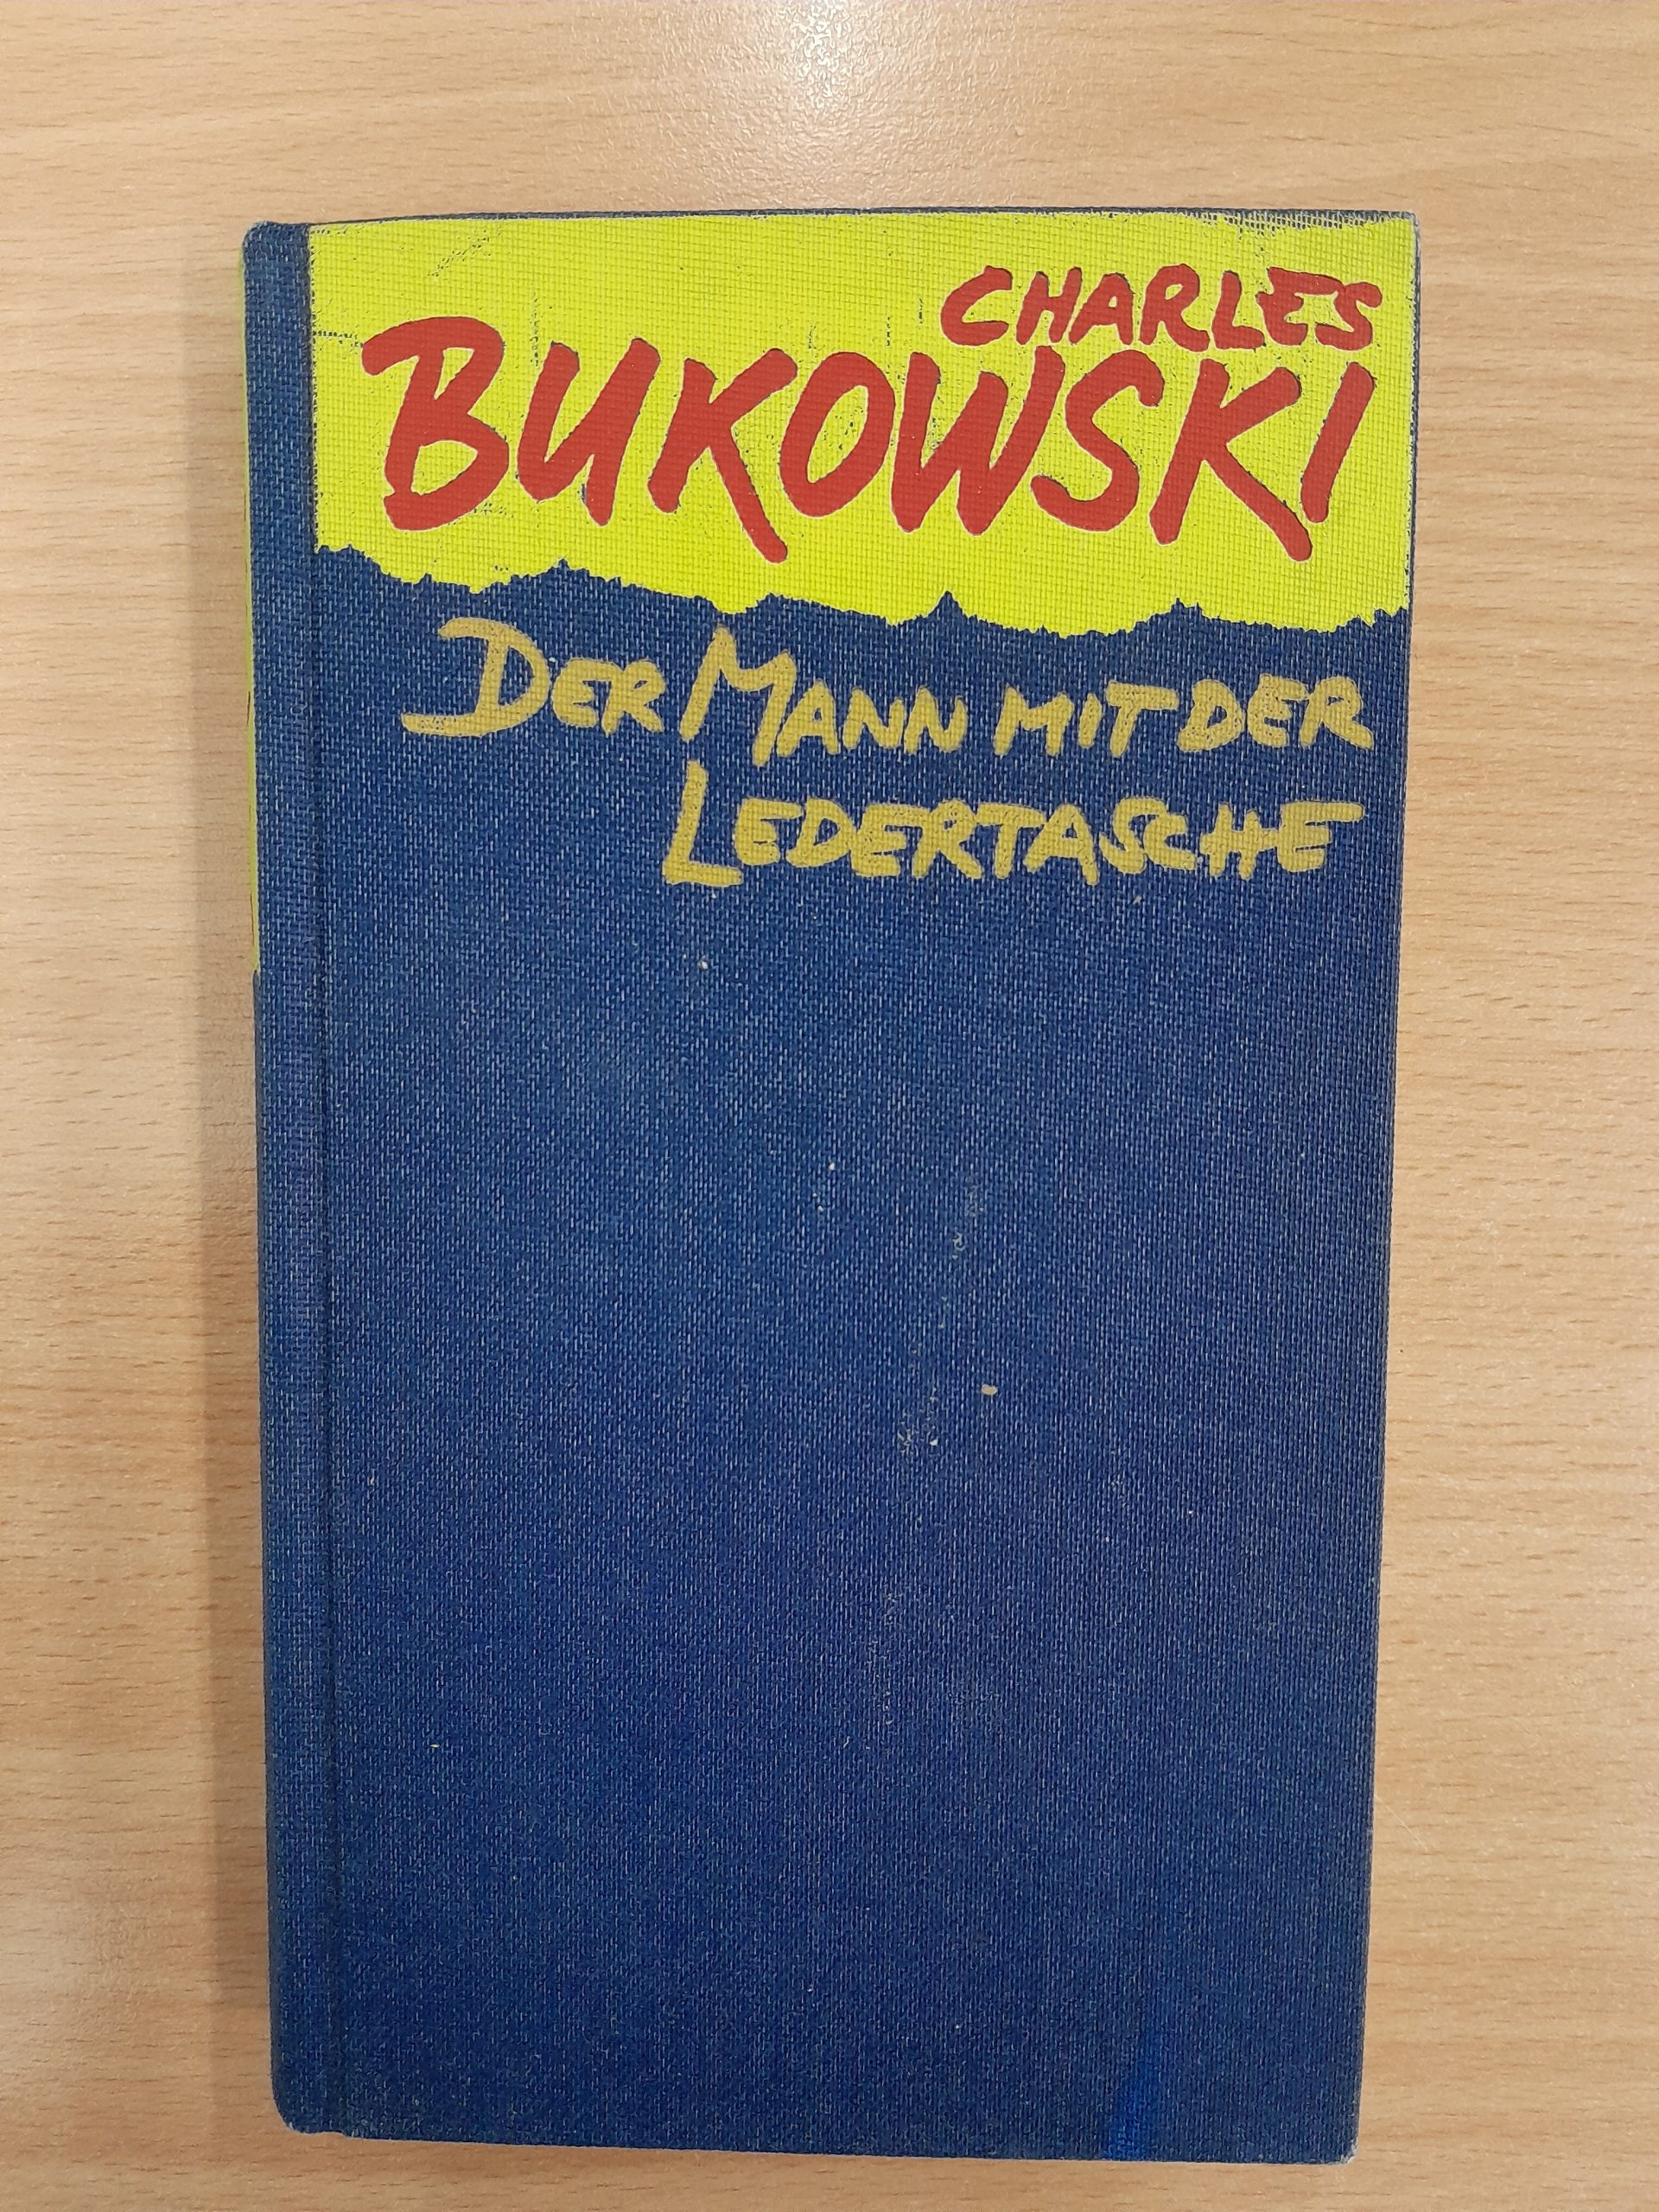 CHARLES
BUKOWSKI
DER MANN MIT DER
LEDERTASCHE